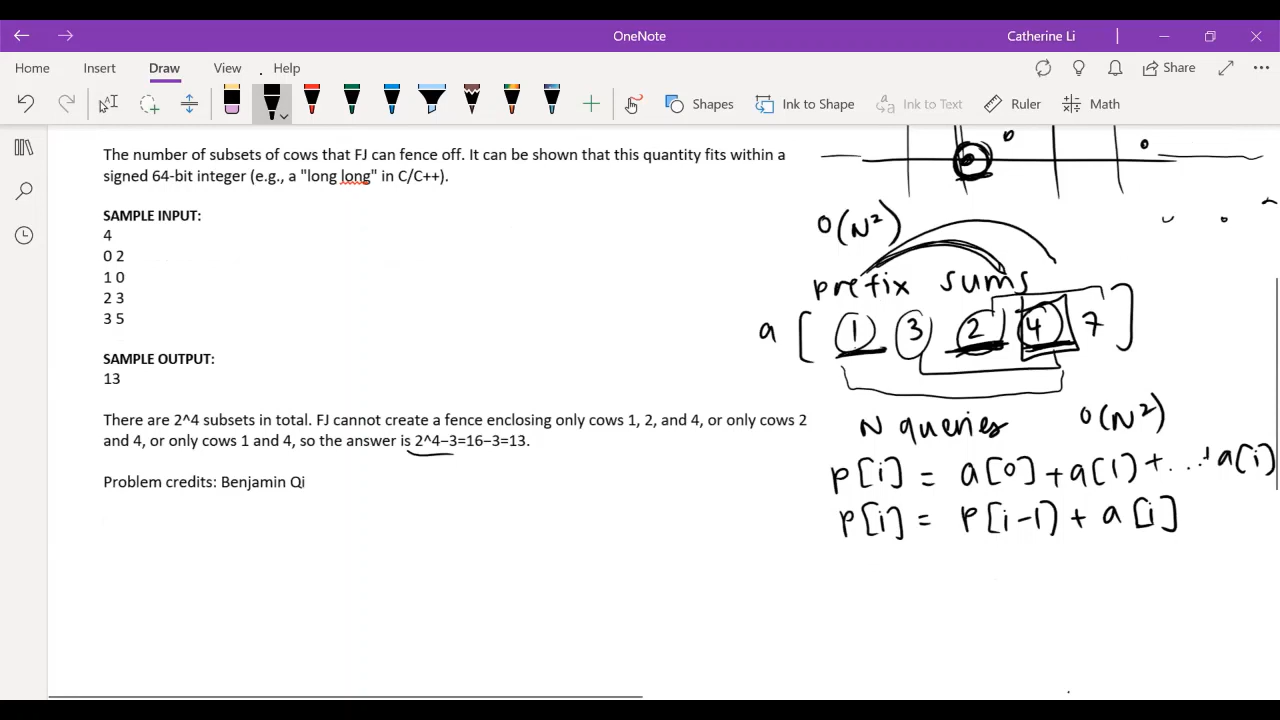 OneNote
Catherine Li
Home Insert Draw View Help
Share
Shapes Ink to Shape Ink to Text Ruler Math
The number of subsets of cows that FJ can fence off. It can be shown that this quantity fits within a
signed 64-bit integer (e.g., a "long long" in C/C++).
SAMPLE INPUT:
4
0 2
1 0
2 3
3 5
SAMPLE OUTPUT:
13
There are 2^4 subsets in total. FJ cannot create a fence enclosing only cows 1, 2, and 4, or only cows 2
and 4, or only cows 1 and 4, so the answer is 2^4−3=16−3=13.
Problem credits: Benjamin Qi
O(N²)
prefix sums
a [ 1 3 2 4 7 ]
N queries O(N²)
p[i] = a[0] + a[1] + ...+ a[i]
p[i] = p[i-1] + a[i]